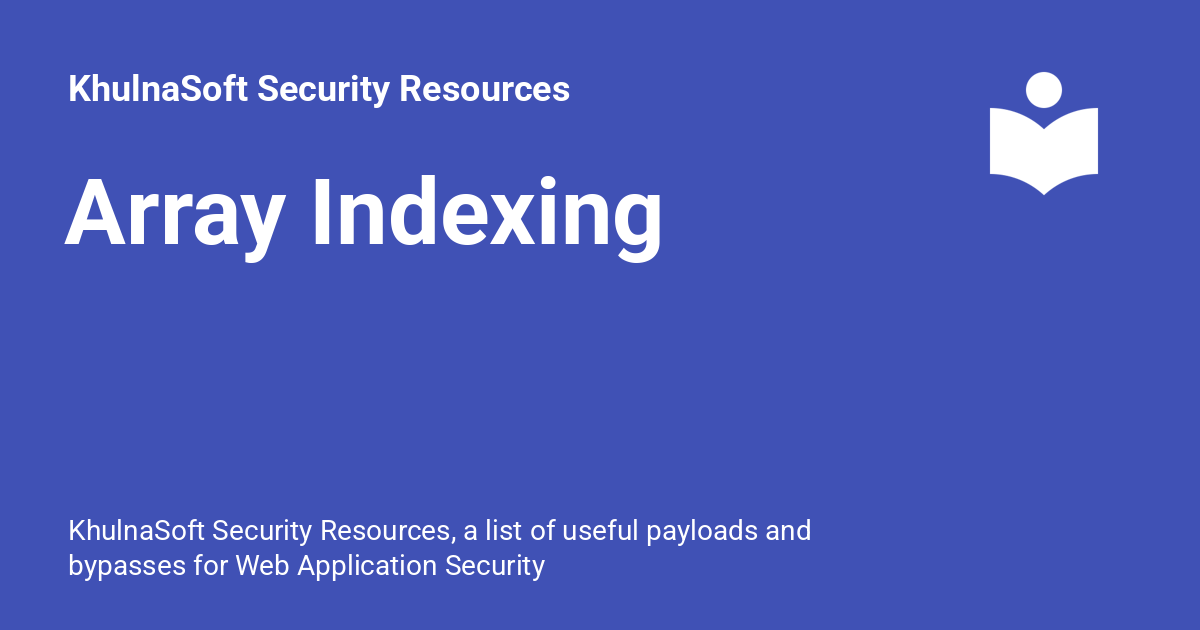 KhulnaSoft Security Resources
Array Indexing
KhulnaSoft Security Resources, a list of useful payloads and
bypasses for Web Application Security